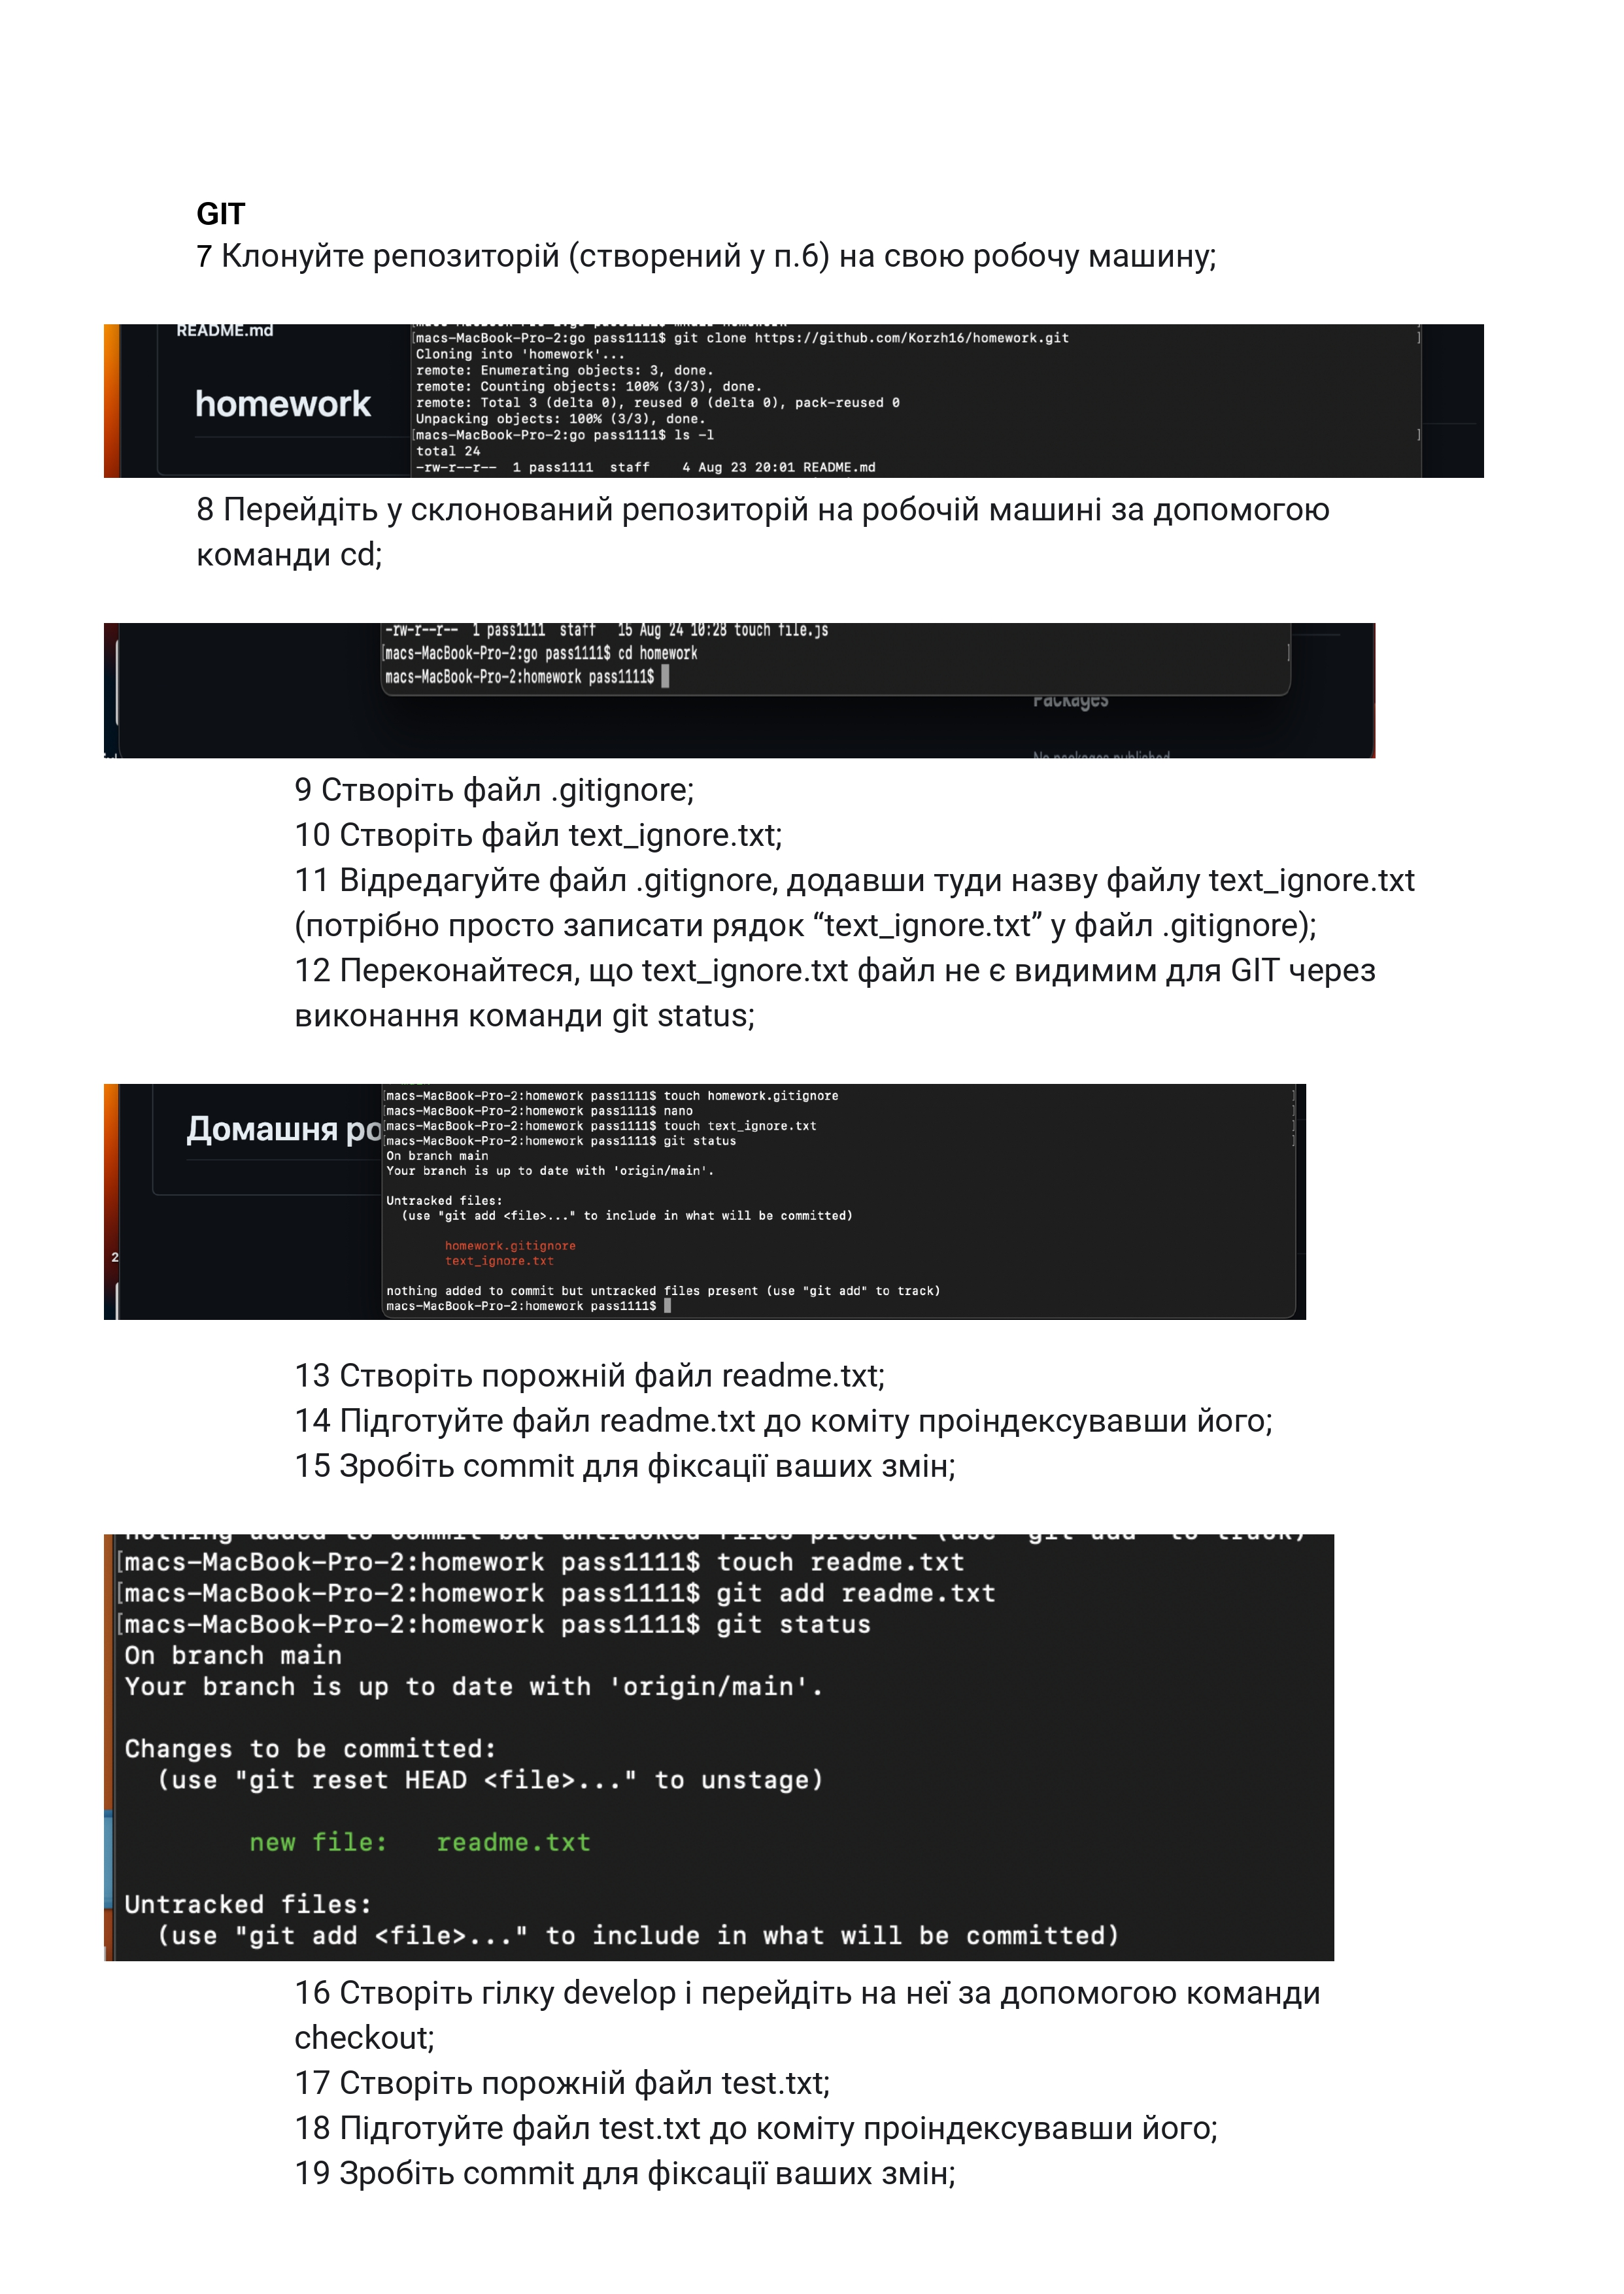 GIT
7 Клонуйте репозиторій (створений у п.6) на свою робочу машину;
README.md
homework
macs-MacBook-Pro-2:go pass1111$ git clone https://github.com/Korzh16/homework.git
Cloning into 'homework'...
remote: Enumerating objects: 3, done.
remote: Counting objects: 100% (3/3), done.
remote: Total 3 (delta 0), reused 0 (delta 0), pack-reused 0
Unpacking objects: 100% (3/3), done.
[macs-MacBook-Pro-2:go pass1111$ ls -l
total 24
-rw-r--r-- 1 pass1111 staff 4 Aug 23 20:01 README.md
8 Перейдіть у склонований репозиторій на робочій машині за допомогою
команди cd;
-rw-r--r-- 1 pass1111 staff 15 Aug 24 10:28 touch file.js
[macs-MacBook-Pro-2:go pass1111$ cd homework
macs-MacBook-Pro-2:homework pass1111$
Packages
No packages published
9 Створіть файл .gitignore;
10 Створіть файл text_ignore.txt;
11 Відредагуйте файл .gitignore, додавши туди назву файлу text_ignore.txt
(потрібно просто записати рядок “text_ignore.txt” у файл .gitignore);
12 Переконайтеся, що text_ignore.txt файл не є видимим для GIT через
виконання команди git status;
Домашня ро
[macs-MacBook-Pro-2:homework pass1111$ touch homework.gitignore
[macs-MacBook-Pro-2:homework pass1111$ nano
[macs-MacBook-Pro-2:homework pass1111$ touch text_ignore.txt
[macs-MacBook-Pro-2:homework pass1111$ git status
On branch main
Your branch is up to date with 'origin/main'.
Untracked files:
(use "git add <file>..." to include in what will be committed)
homework.gitignore
text_ignore.txt
2
nothing added to commit but untracked files present (use "git add" to track)
macs-MacBook-Pro-2:homework pass1111$
13 Створіть порожній файл readme.txt;
14 Підготуйте файл readme.txt до коміту проіндексувавши його;
15 Зробіть commit для фіксації ваших змін;
nothing added to commit but untracked files present (use "git add" to track)
[macs-MacBook-Pro-2:homework pass1111$ touch readme.txt
[macs-MacBook-Pro-2:homework pass1111$ git add readme.txt
[macs-MacBook-Pro-2:homework pass1111$ git status
On branch main
Your branch is up to date with 'origin/main'.
Changes to be committed:
(use "git reset HEAD <file>..." to unstage)
new file: readme.txt
Untracked files:
(use "git add <file>..." to include in what will be committed)
16 Створіть гілку develop і перейдіть на неї за допомогою команди
checkout;
17 Створіть порожній файл test.txt;
18 Підготуйте файл test.txt до коміту проіндексувавши його;
19 Зробіть commit для фіксації ваших змін;